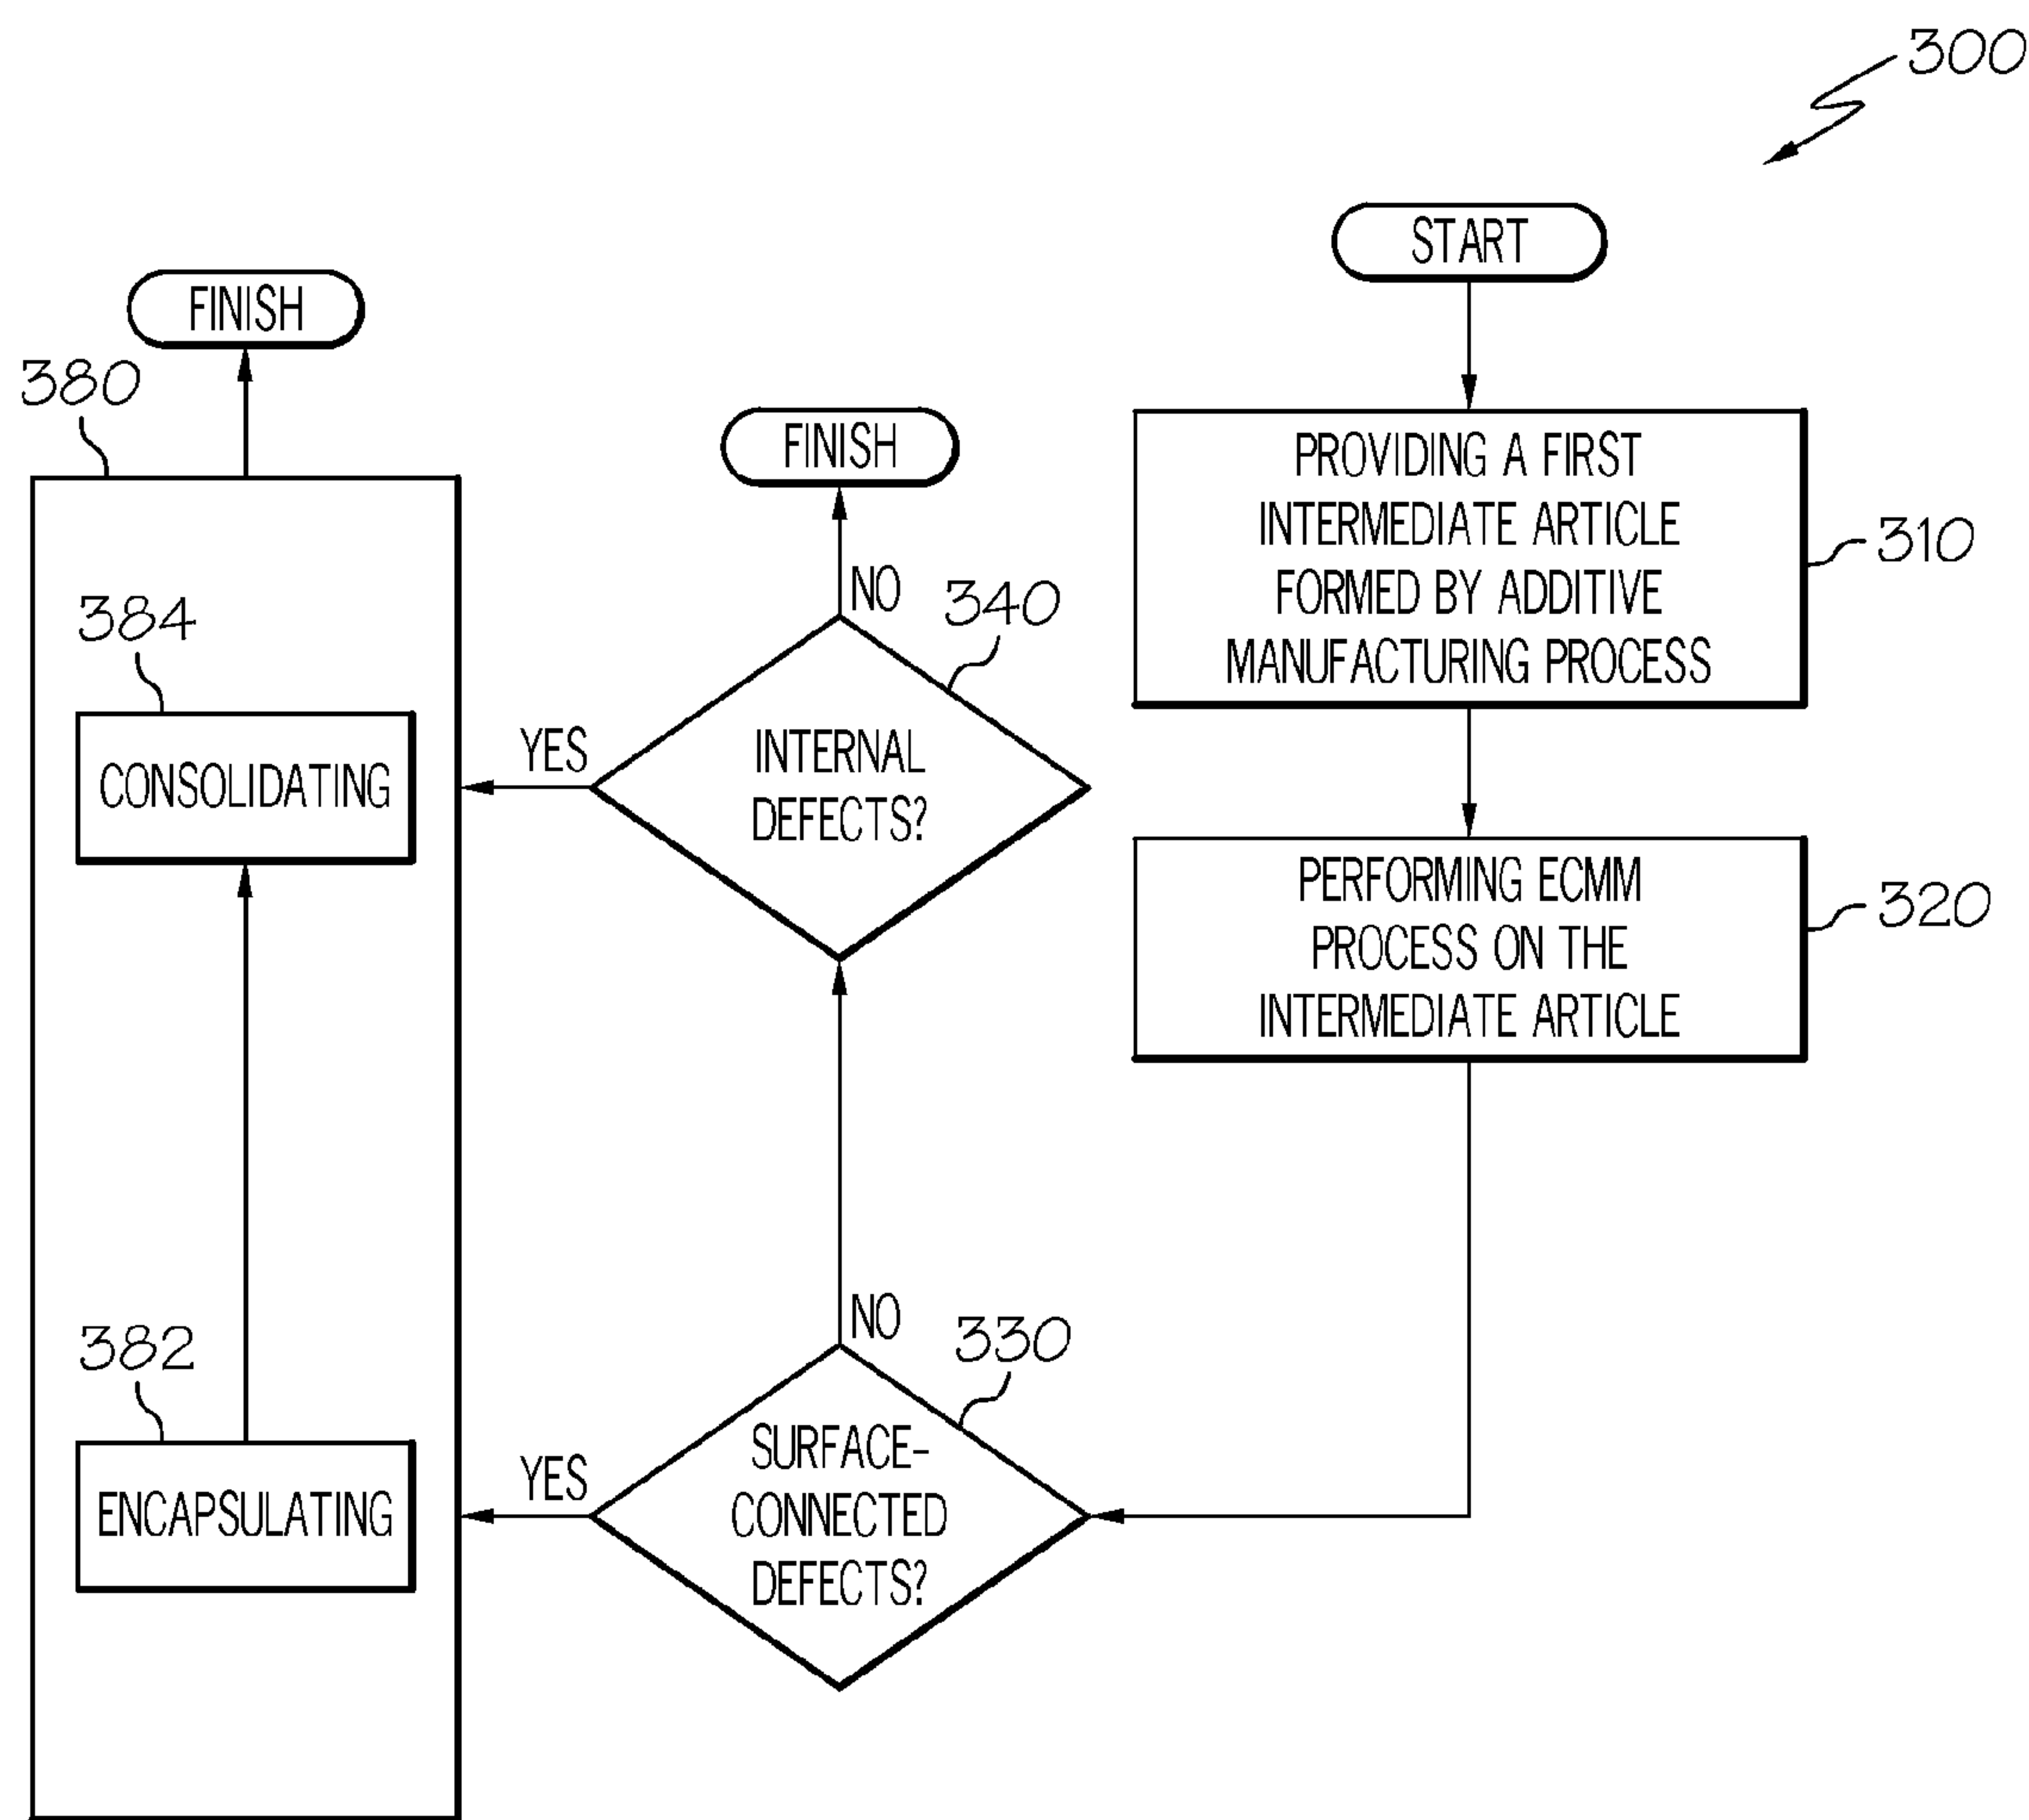 300
START
PROVIDING A FIRST
INTERMEDIATE ARTICLE
FORMED BY ADDITIVE
MANUFACTURING PROCESS
310
PERFORMING ECMM
PROCESS ON THE
INTERMEDIATE ARTICLE
320
SURFACE-
CONNECTED
DEFECTS?
330
YES
NO
INTERNAL
DEFECTS?
340
YES
NO
FINISH
380
ENCAPSULATING
382
CONSOLIDATING
384
FINISH